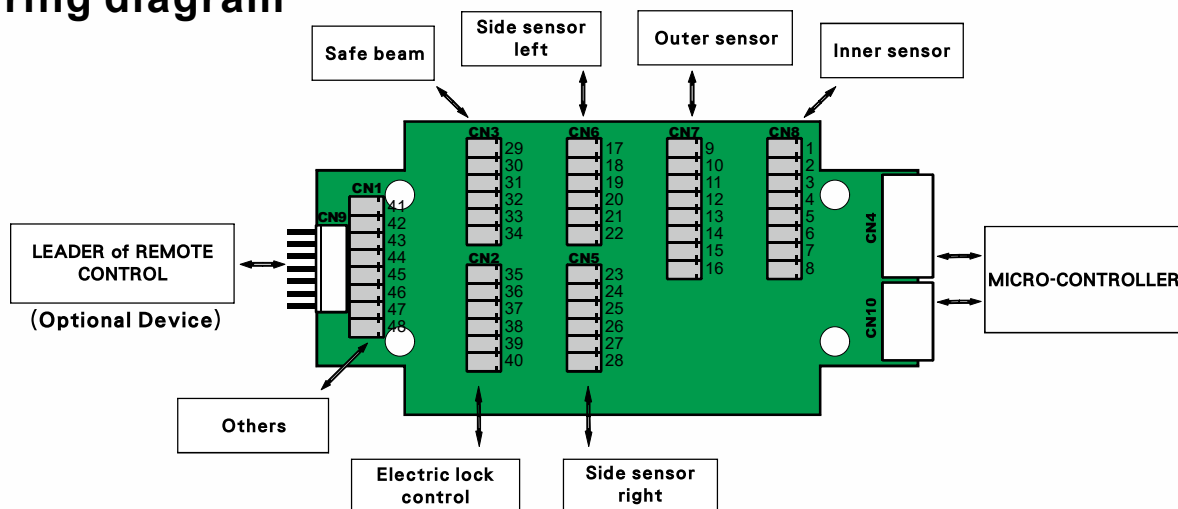 ring diagram
Safe beam
Side sensor
left
Outer sensor
Inner sensor
CN3
CN6
CN7
CN8
29
30
31
32
33
34
17
18
19
20
21
22
9
10
11
12
13
14
15
16
1
2
3
4
5
6
7
8
CN1
41
42
43
44
45
46
47
48
CN9
CN4
CN10
LEADER of REMOTE
CONTROL
(Optional Device)
MICRO-CONTROLLER
CN2
35
36
37
38
39
40
CN5
23
24
25
26
27
28
Others
Electric lock
control
Side sensor
right